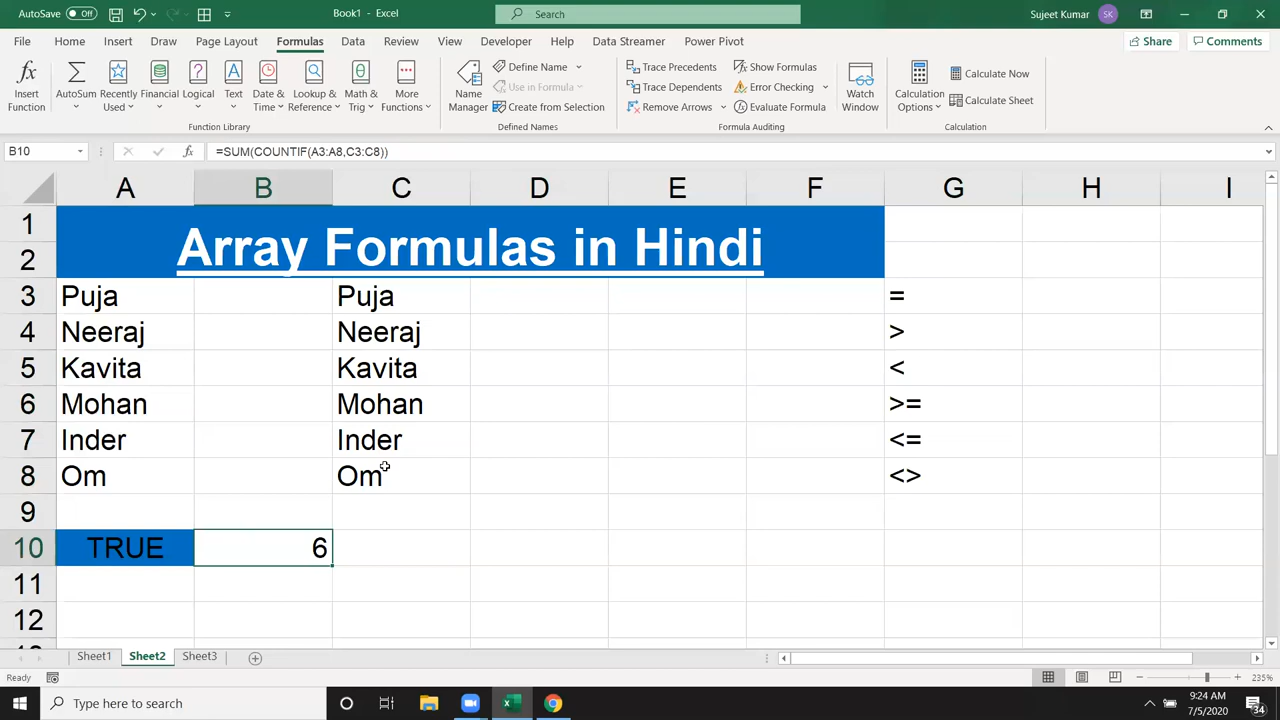 AutoSave Off
Book1 - Excel
Search
Sujeet Kumar SK
File Home Insert Draw Page Layout Formulas Data Review View Developer Help Data Streamer Power Pivot
Share Comments
Insert Function
AutoSum
Recently Used
Financial
Logical
Text
Date & Time
Lookup & Reference
Math & Trig
More Functions
Function Library
Name Manager
Define Name
Use in Formula
Create from Selection
Defined Names
Trace Precedents
Trace Dependents
Remove Arrows
Show Formulas
Error Checking
Evaluate Formula
Formula Auditing
Watch Window
Calculation Options
Calculate Now
Calculate Sheet
Calculation
B10 fx =SUM(COUNTIF(A3:A8,C3:C8))
A B C D E F G H I
1
2 Array Formulas in Hindi
3 Puja Puja =
4 Neeraj Neeraj >
5 Kavita Kavita <
6 Mohan Mohan >=
7 Inder Inder <=
8 Om Om <>
9
10 TRUE 6
11
12
Sheet1 Sheet2 Sheet3
Ready
235%
Type here to search
9:24 AM
7/5/2020
34